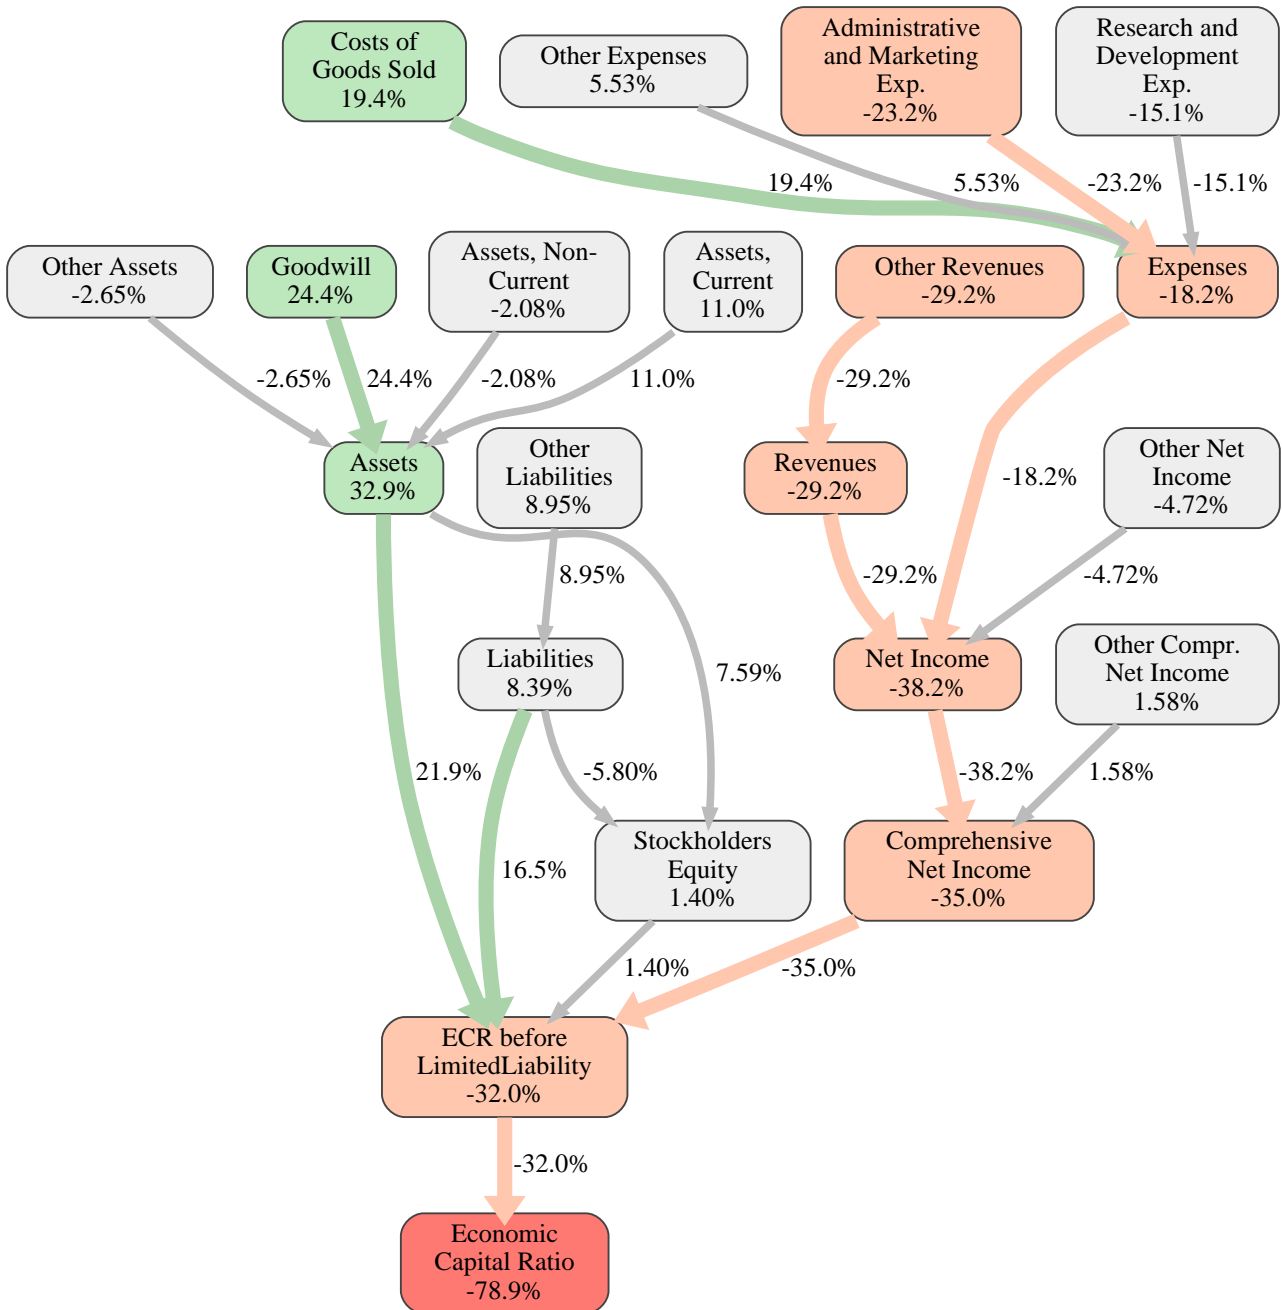 Costs of
Goods Sold
19.4%
Other Expenses
5.53%
Administrative
and Marketing
Exp.
-23.2%
Research and
Development
Exp.
-15.1%
19.4%
5.53%
-23.2%
-15.1%
Other Assets
-2.65%
Goodwill
24.4%
Assets, Non-
Current
-2.08%
Assets,
Current
11.0%
Other Revenues
-29.2%
Expenses
-18.2%
-2.65%
24.4%
-2.08%
11.0%
-29.2%
Assets
32.9%
Other
Liabilities
8.95%
Revenues
-29.2%
-18.2%
Other Net
Income
-4.72%
8.95%
-29.2%
-4.72%
Liabilities
8.39%
7.59%
Net Income
-38.2%
Other Compr.
Net Income
1.58%
21.9%
-5.80%
-38.2%
1.58%
16.5%
Stockholders
Equity
1.40%
Comprehensive
Net Income
-35.0%
1.40%
-35.0%
ECR before
LimitedLiability
-32.0%
-32.0%
Economic
Capital Ratio
-78.9%